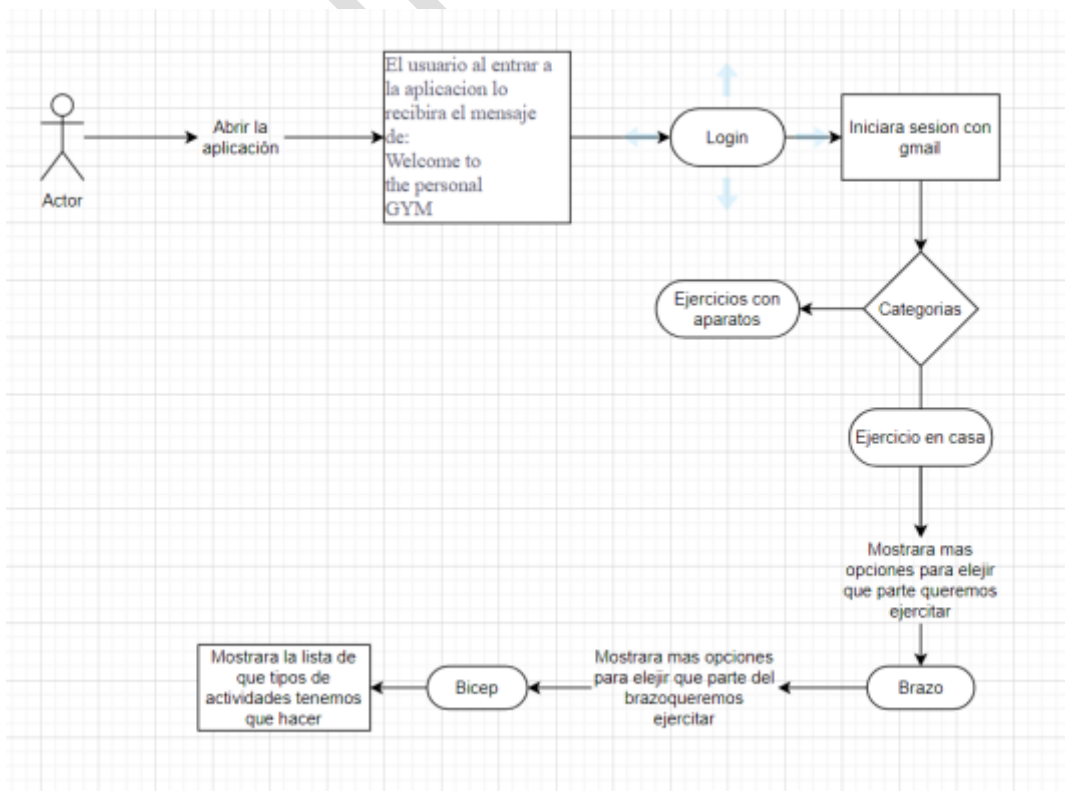 Actor
Abrir la
aplicación
El usuario al entrar a
la aplicacion lo
recibira el mensaje
de:
Welcome to
the personal
GYM
Login
Iniciara sesion con
gmail
Categorias
Ejercicios con
aparatos
Ejercicio en casa
Mostrara mas
opciones para elejir
que parte queremos
ejercitar
Brazo
Mostrara mas opciones
para elejir que parte del
brazoqueremos
ejercitar
Bicep
Mostrara la lista de
que tipos de
actividades tenemos
que hacer